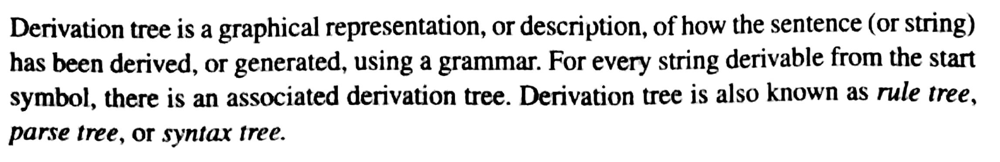 Derivation tree is a graphical representation, or description, of how the sentence (or string)
has been derived, or generated, using a grammar. For every string derivable from the start
symbol, there is an associated derivation tree. Derivation tree is also known as rule tree,
parse tree, or syntax tree.